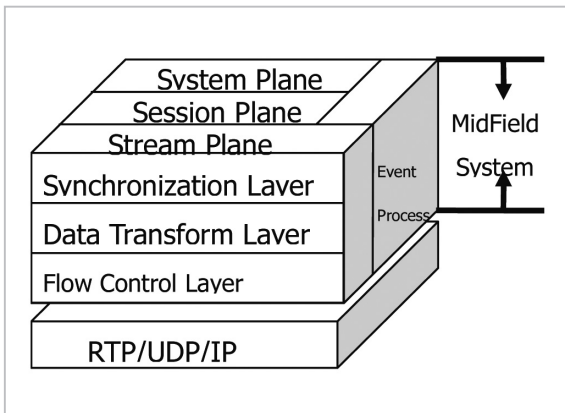 System Plane
Session Plane
Stream Plane
Synchronization Layer
Data Transform Layer
Flow Control Layer
RTP/UDP/IP
Event
Process
MidField
System